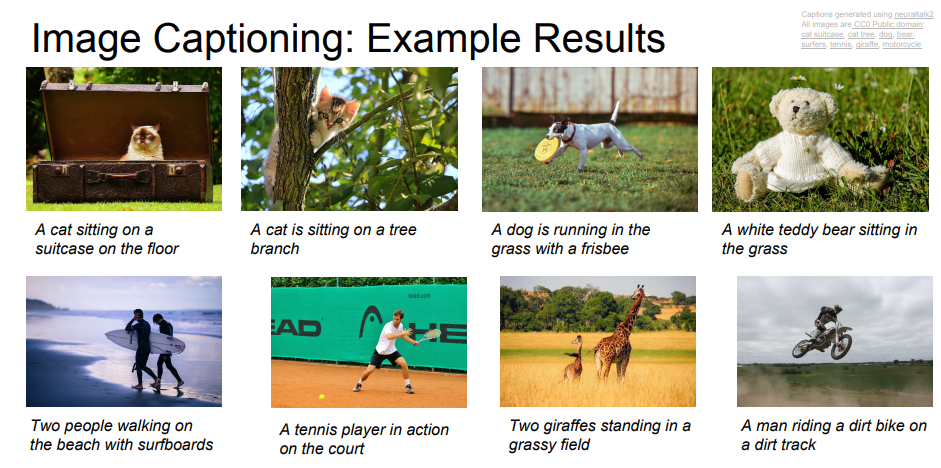 Captions generated using neuraltalk2
All images are CC0 Public domain:
cat suitcase, cat tree, dog, bear,
surfers, tennis, giraffe, motorcycle
Image Captioning: Example Results
A cat sitting on a
suitcase on the floor
A cat is sitting on a tree
branch
A dog is running in the
grass with a frisbee
A white teddy bear sitting in
the grass
head.com
EAD
HE
Two people walking on
the beach with surfboards
A tennis player in action
on the court
Two giraffes standing in a
grassy field
A man riding a dirt bike on
a dirt track